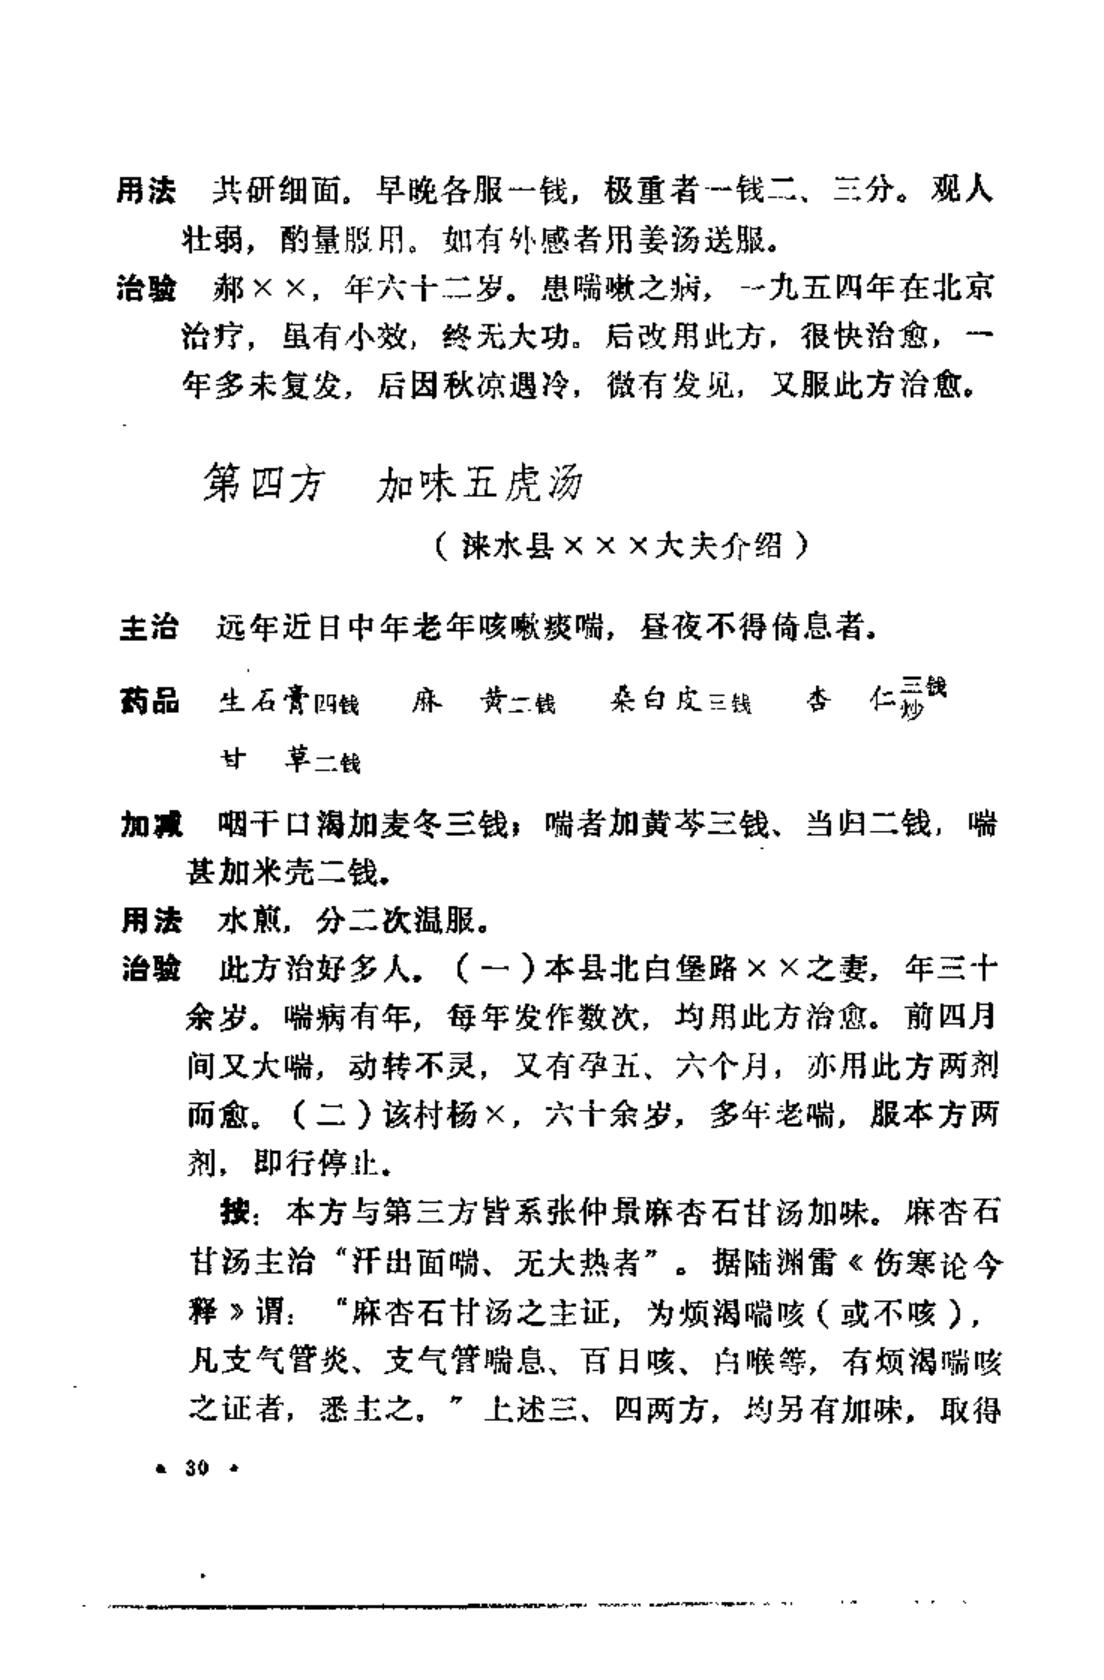 用法　共研细面。早晚各服一钱，极重者一钱二、三分。观人
壮弱，酌量服用。如有外感者用姜汤送服。
治验　郝××，年六十二岁。患喘嗽之病，一九五四年在北京
治疗，虽有小效，终无大功。后改用此方，很快治愈，一
年多未复发，后因秋凉遇冷，微有发见，又服此方治愈。
第四方　加味五虎汤
（涞水县×××大夫介绍）
主治　远年近日中年老年咳嗽痰喘，昼夜不得倚息者。
药品　生石膏四钱　麻　黄二钱　桑白皮三钱　杏　仁三钱炒
甘　草二钱
加减　咽干口渴加麦冬三钱；喘者加黄芩三钱、当归二钱，喘
甚加米壳二钱。
用法　水煎，分二次温服。
治验　此方治好多人。（一）本县北白堡路××之妻，年三十
余岁。喘病有年，每年发作数次，均用此方治愈。前四月
间又大喘，动转不灵，又有孕五、六个月，亦用此方两剂
而愈。（二）该村杨×，六十余岁，多年老喘，服本方两
剂，即行停止。
按：本方与第三方皆系张仲景麻杏石甘汤加味。麻杏石
甘汤主治“汗出面喘、无大热者”。据陆渊雷《伤寒论今
释》谓：“麻杏石甘汤之主证，为烦渴喘咳（或不咳），
凡支气管炎、支气管喘息、百日咳、白喉等，有烦渴喘咳
之证者，悉主之。”上述三、四两方，均另有加味，取得
• 30 •